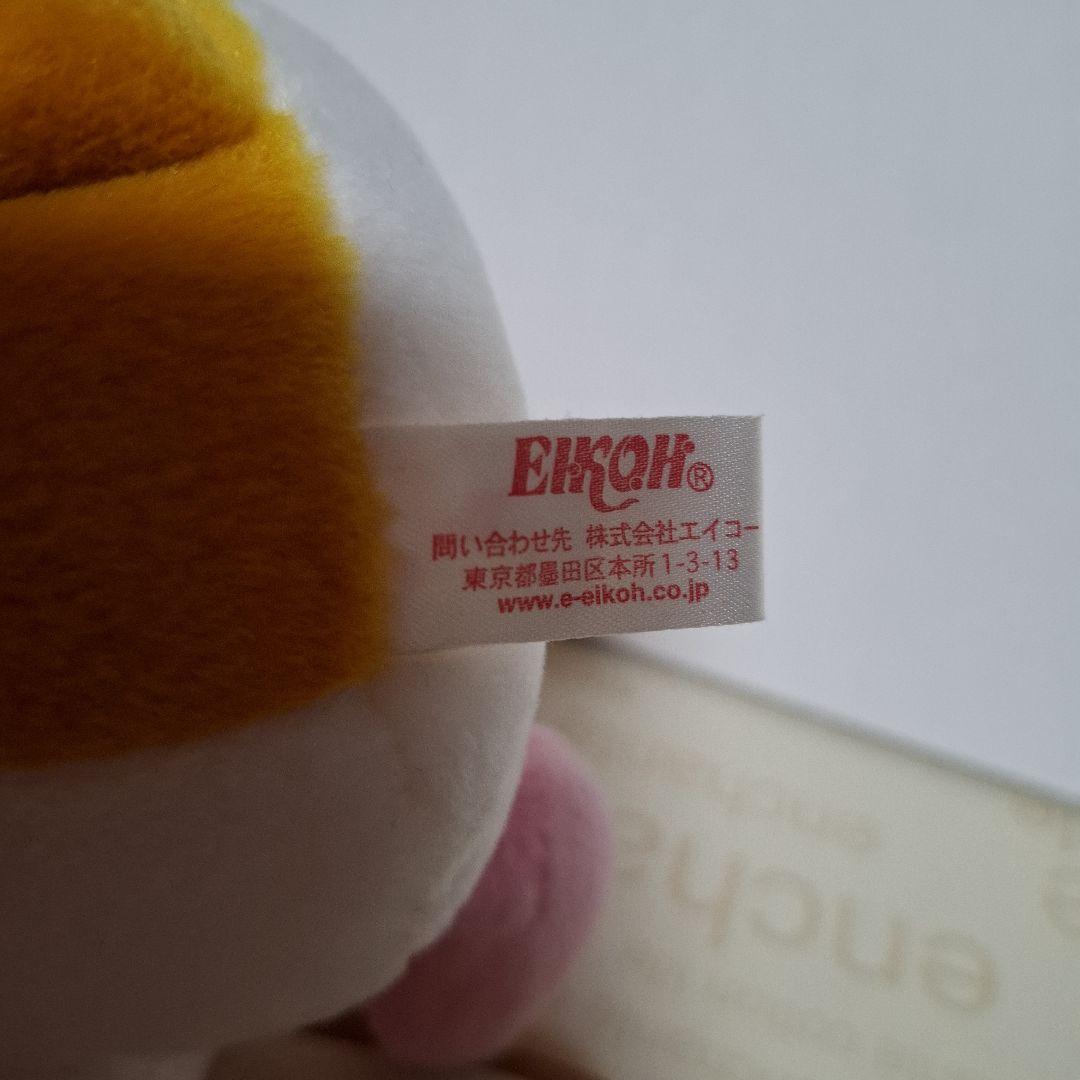 EIKOH®
問い合わせ先 株式会社エイコー
東京都墨田区本所1-3-13
www.e-eikoh.co.jp